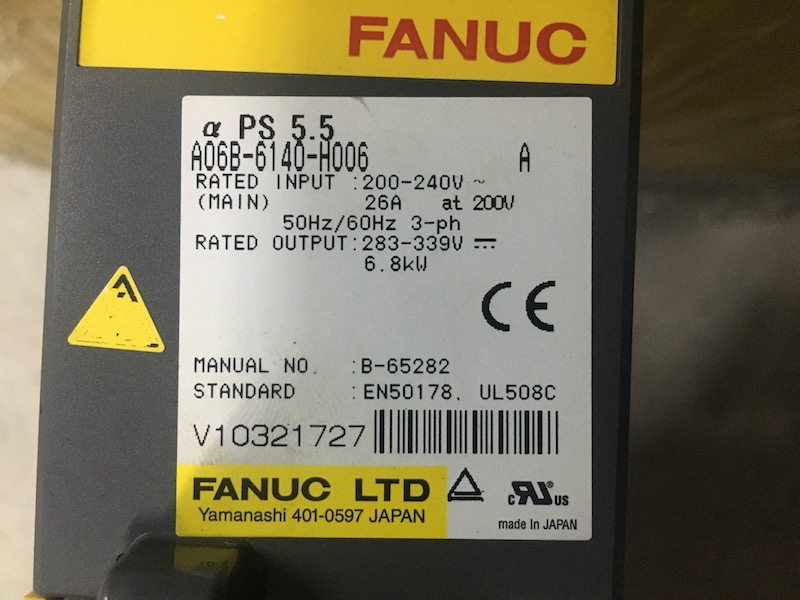 FANUC
α PS 5.5
A06B-6140-H006 A
RATED INPUT :200-240V ~
(MAIN) 26A at 200V
50Hz/60Hz 3-ph
RATED OUTPUT:283-339V ⎓
6.8kW
CE
MANUAL NO. :B-65282
STANDARD :EN50178, UL508C
V10321727
FANUC LTD
Yamanashi 401-0597 JAPAN
c RU ® US
made in JAPAN